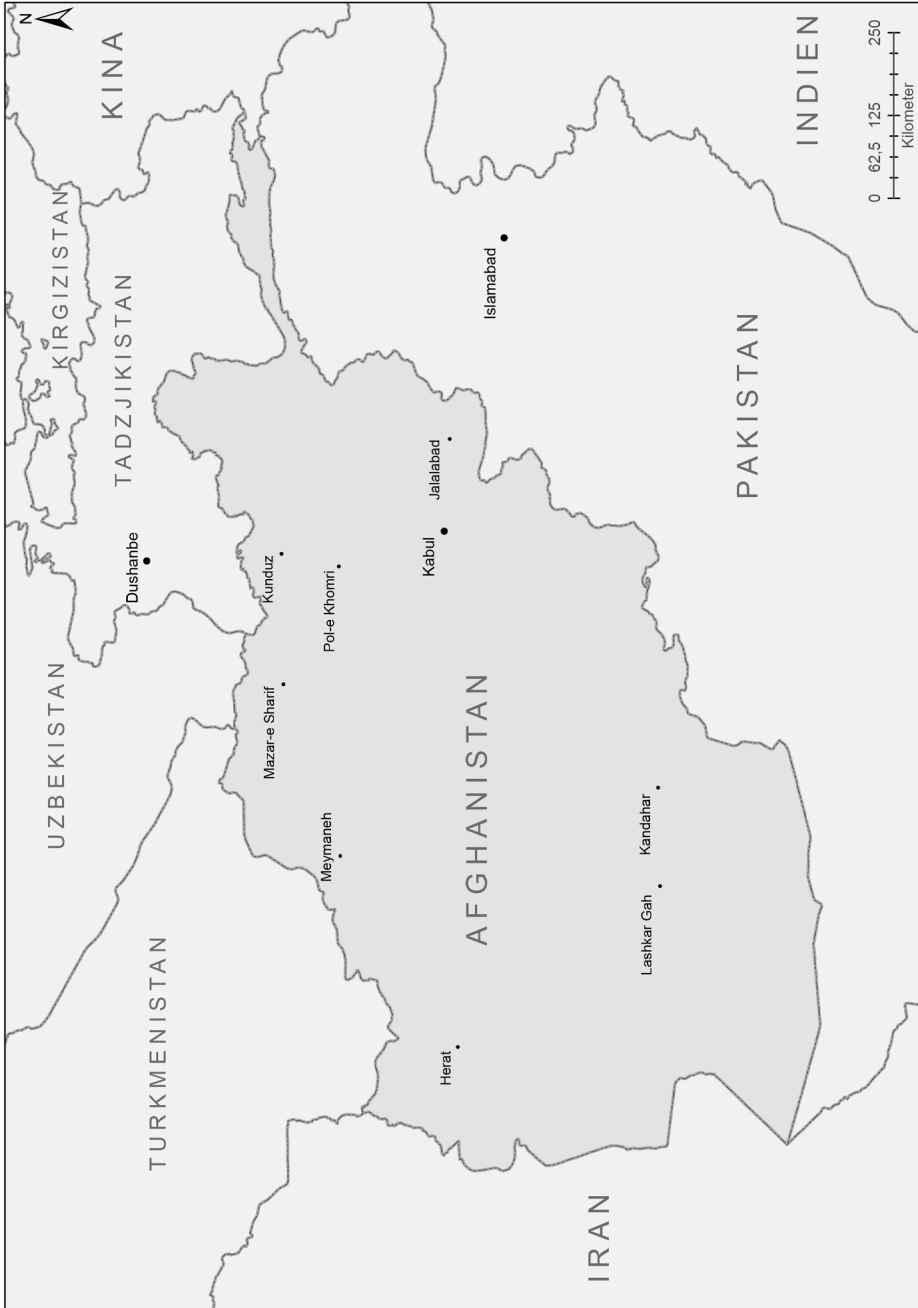 N
KINA
KIRGIZISTAN
TADZJIKISTAN
UZBEKISTAN
TURKMENISTAN
Dushanbe
Kunduz
Pol-e Khomri
Mazar-e Sharif
Meymaneh
Herat
Kabul
Jalalabad
Islamabad
AFGHANISTAN
Kandahar
Lashkar Gah
IRAN
PAKISTAN
INDIEN
0 62,5 125 250
Kilometer